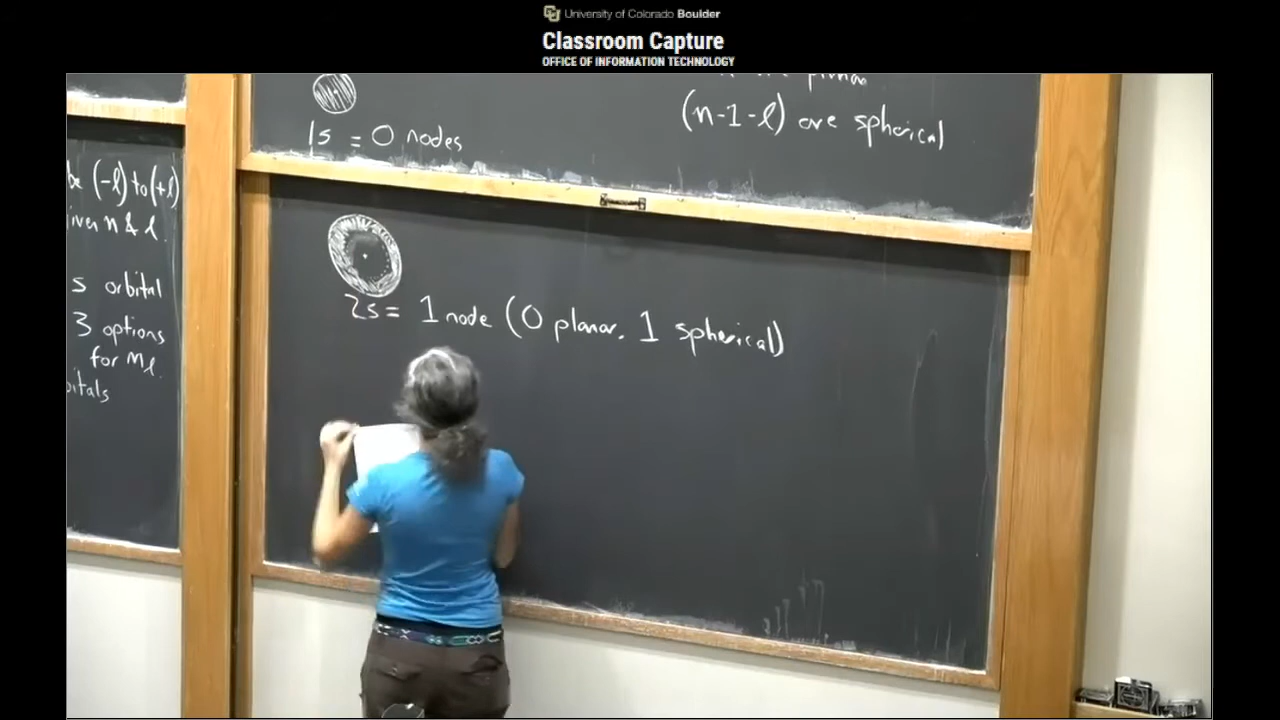 University of Colorado Boulder
Classroom Capture
OFFICE OF INFORMATION TECHNOLOGY
(n-1-l) are spherical
1s = 0 nodes
be (-l) to (+l)
n & l.
s orbital
3 options
for ml
2s = 1 node (0 planar, 1 spherical)